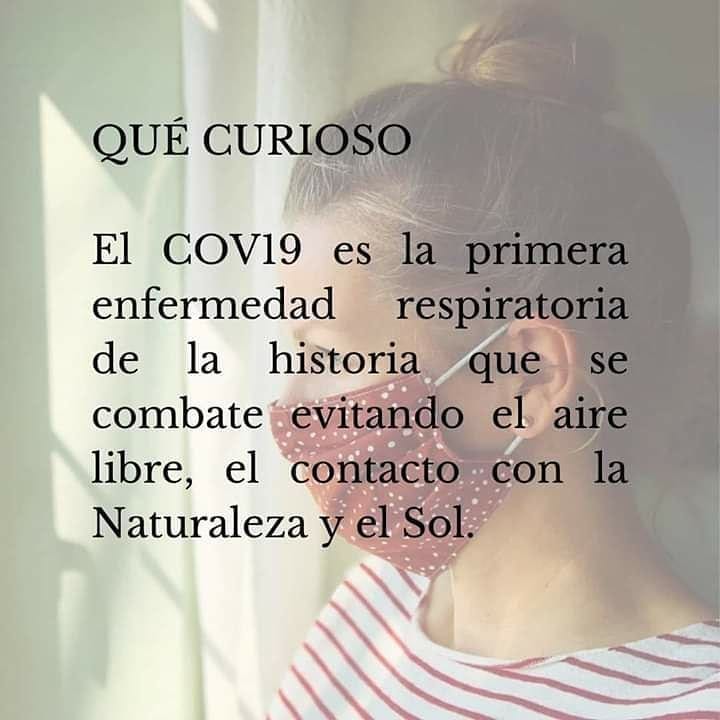 QUÉ CURIOSO
El COV19 es la primera
enfermedad respiratoria
de la historia que se
combate evitando el aire
libre, el contacto con la
Naturaleza y el Sol.